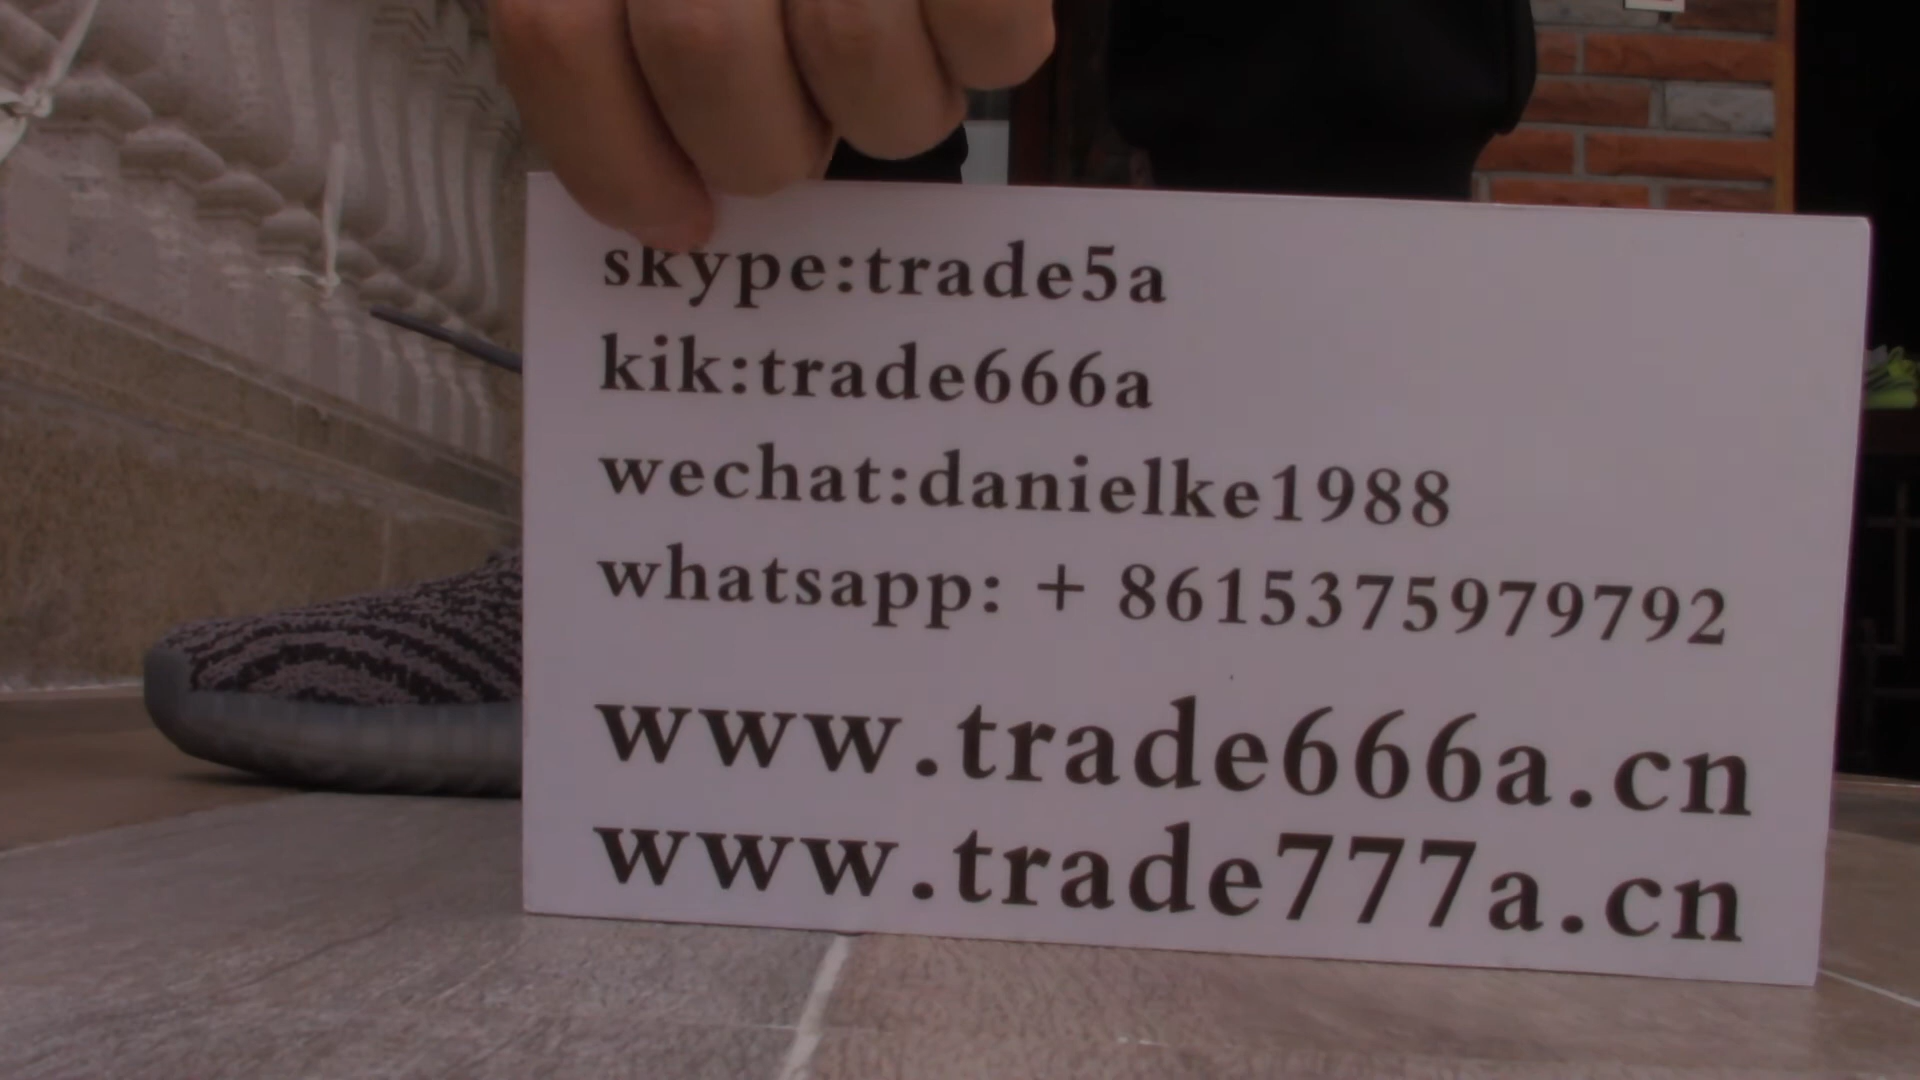 skype:trade5a
kik:trade666a
wechat:danielke1988
whatsapp: + 8615375979792
www.trade666a.cn
www.trade777a.cn